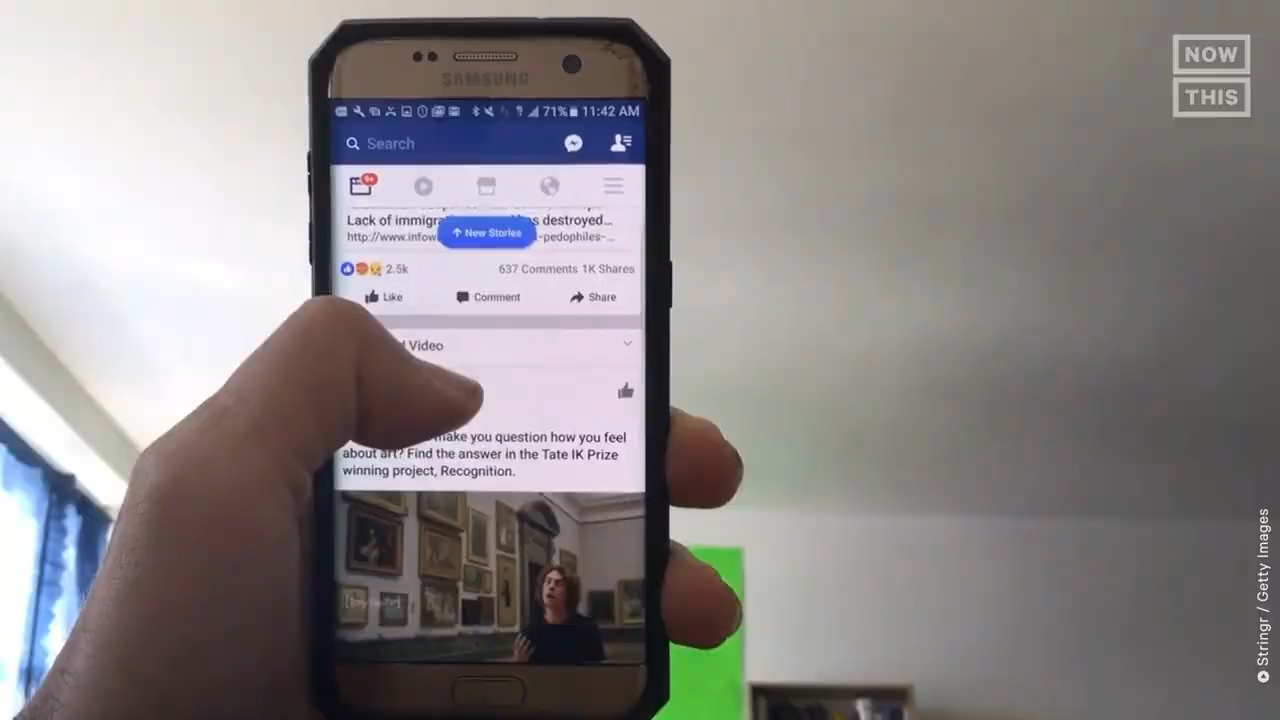 NOW
THIS
SAMSUNG
71% 11:42 AM
Search
9+
Lack of immigra s destroyed...
http://www.infow -pedophiles-...
↑ New Stories
2.5k 637 Comments 1K Shares
Like Comment Share
Video
make you question how you feel
about art? Find the answer in the Tate IK Prize
winning project, Recognition.
© Stringr / Getty Images